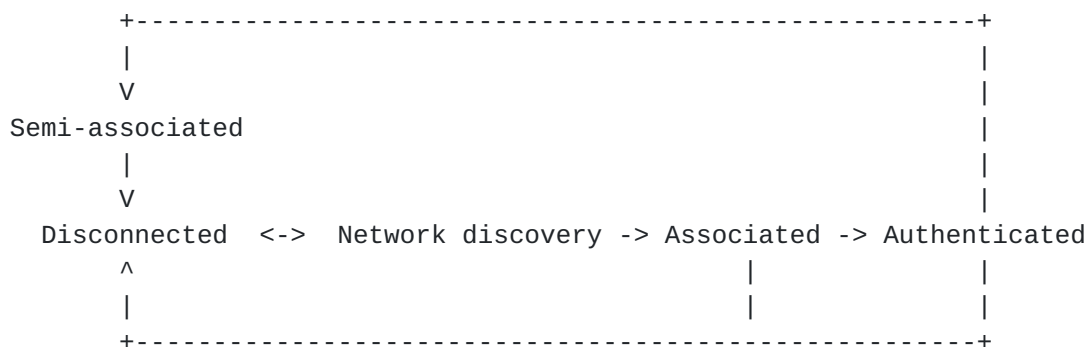 Semi-associated
Disconnected <-> Network discovery -> Associated -> Authenticated